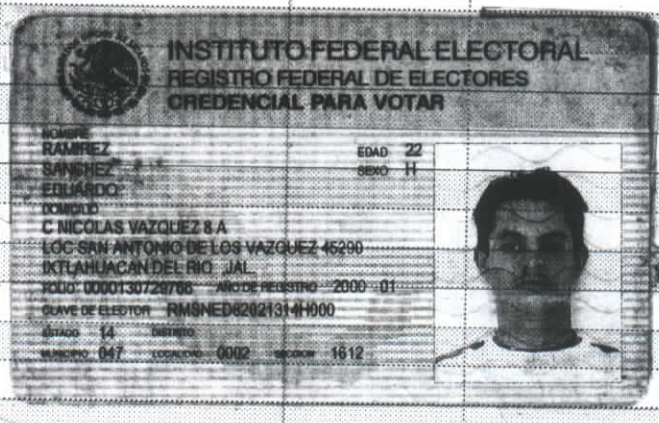 INSTITUTO FEDERAL ELECTORAL
REGISTRO FEDERAL DE ELECTORES
CREDENCIAL PARA VOTAR
NOMBRE
RAMIREZ
SANCHEZ
EDUARDO
EDAD 22
SEXO H
DOMICILIO
C NICOLAS VAZQUEZ 8 A
LOC SAN ANTONIO DE LOS VAZQUEZ 45290
IXTLAHUACAN DEL RIO ,JAL.
FOLIO 0000130729766 AÑO DE REGISTRO 2000 01
CLAVE DE ELECTOR RMSNED82021314H000
ESTADO 14 DISTRITO
MUNICIPIO 047 LOCALIDAD 0002 SECCION 1612